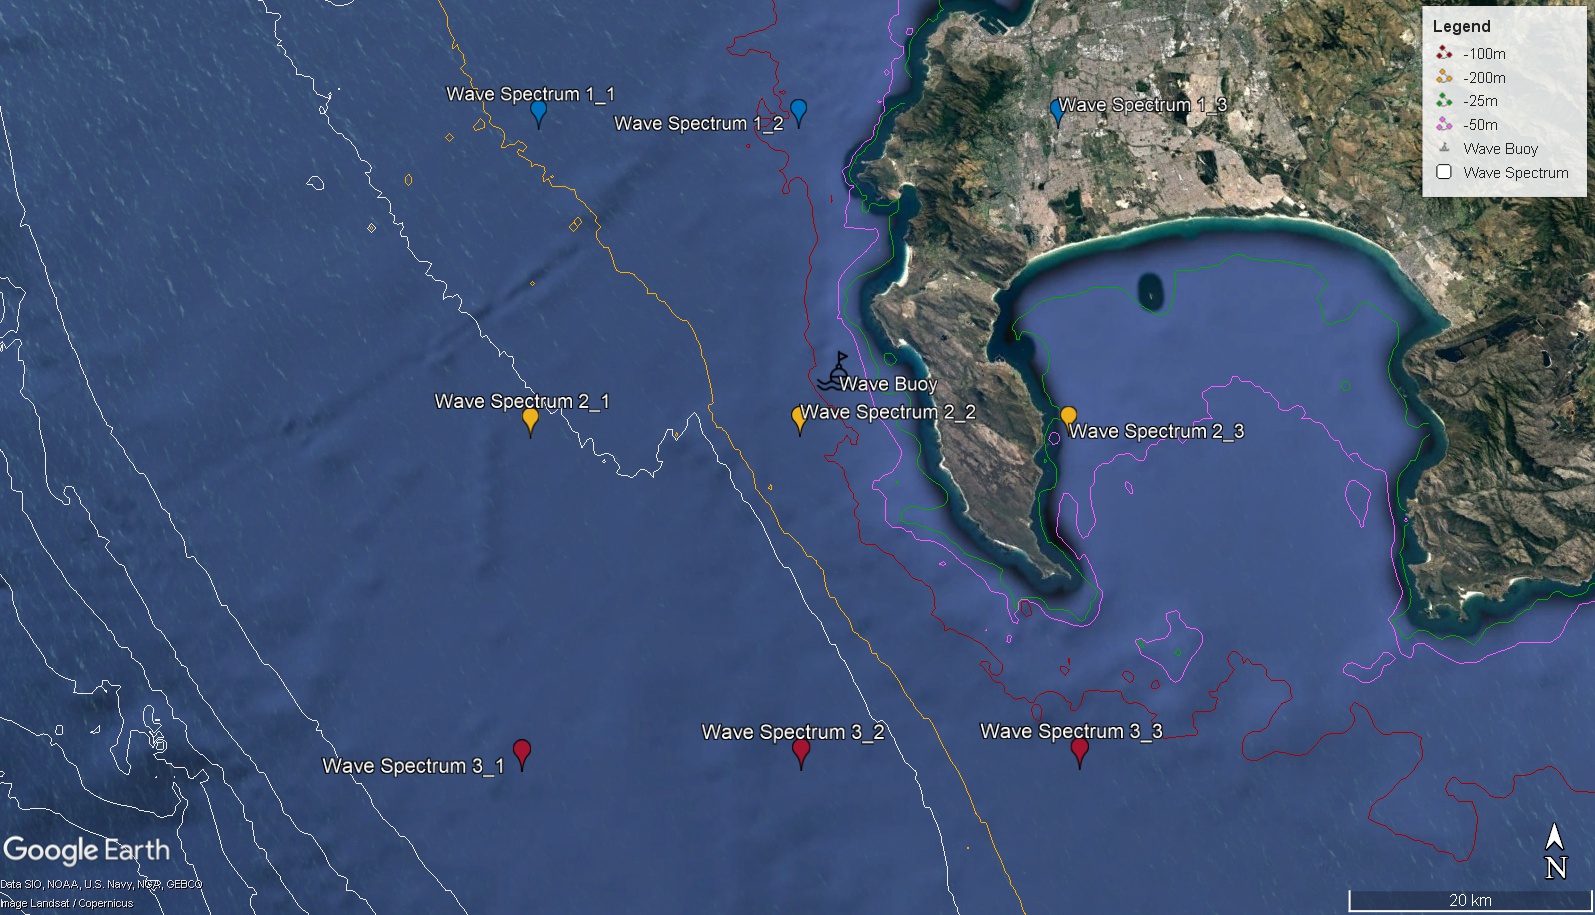 Legend
-100m
-200m
-25m
-50m
Wave Buoy
Wave Spectrum
Wave Spectrum 1_1
Wave Spectrum 1_2
Wave Spectrum 1_3
Wave Buoy
Wave Spectrum 2_1
Wave Spectrum 2_2
Wave Spectrum 2_3
Wave Spectrum 3_1
Wave Spectrum 3_2
Wave Spectrum 3_3
Google Earth
Data SIO, NOAA, U.S. Navy, NGA, GEBCO
Image Landsat / Copernicus
N
20 km